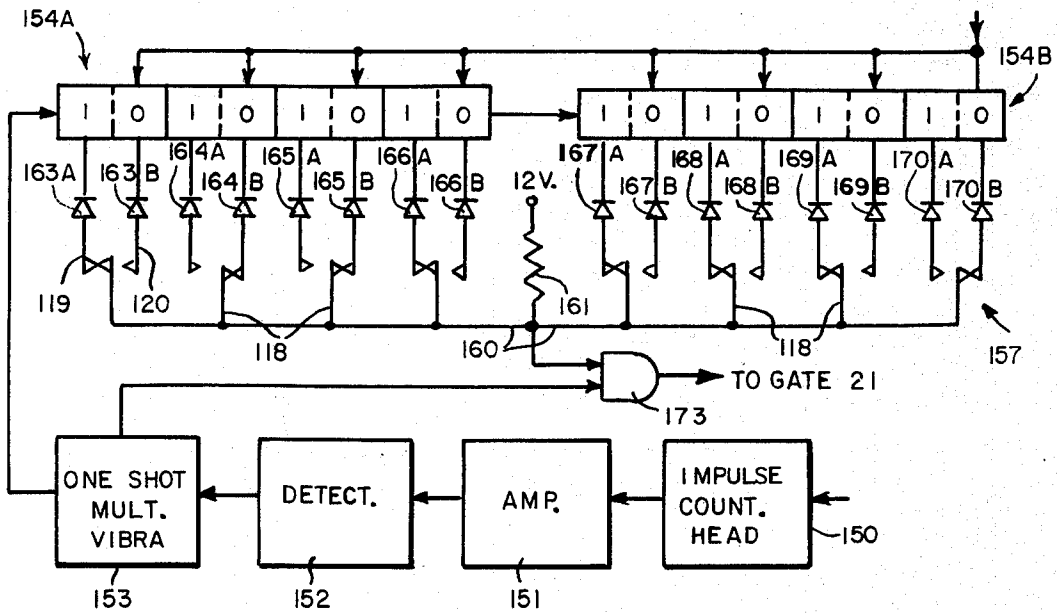 154A
154B
1 0 1 0 1 0 1 0
1 0 1 0 1 0 1 0
163A 163B 164A 164B 165A 165B 166A 166B
167A 167B 168A 168B 169A 169B 170A 170B
12V.
119 120
161
118 160 118
157
TO GATE 21
173
ONE SHOT
MULT.
VIBRA
DETECT.
AMP.
IMPULSE
COUNT.
HEAD
150
153 152 151